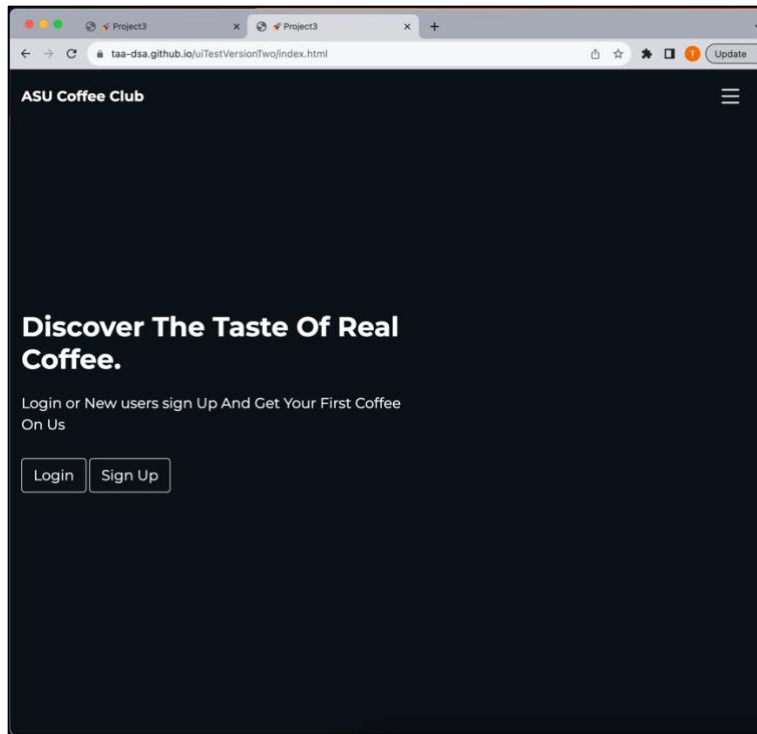 Project3
Project3
taa-dsa.github.io/uiTestVersionTwo/index.html
T
Update
ASU Coffee Club
Discover The Taste Of Real
Coffee.
Login or New users sign Up And Get Your First Coffee
On Us
Login
Sign Up